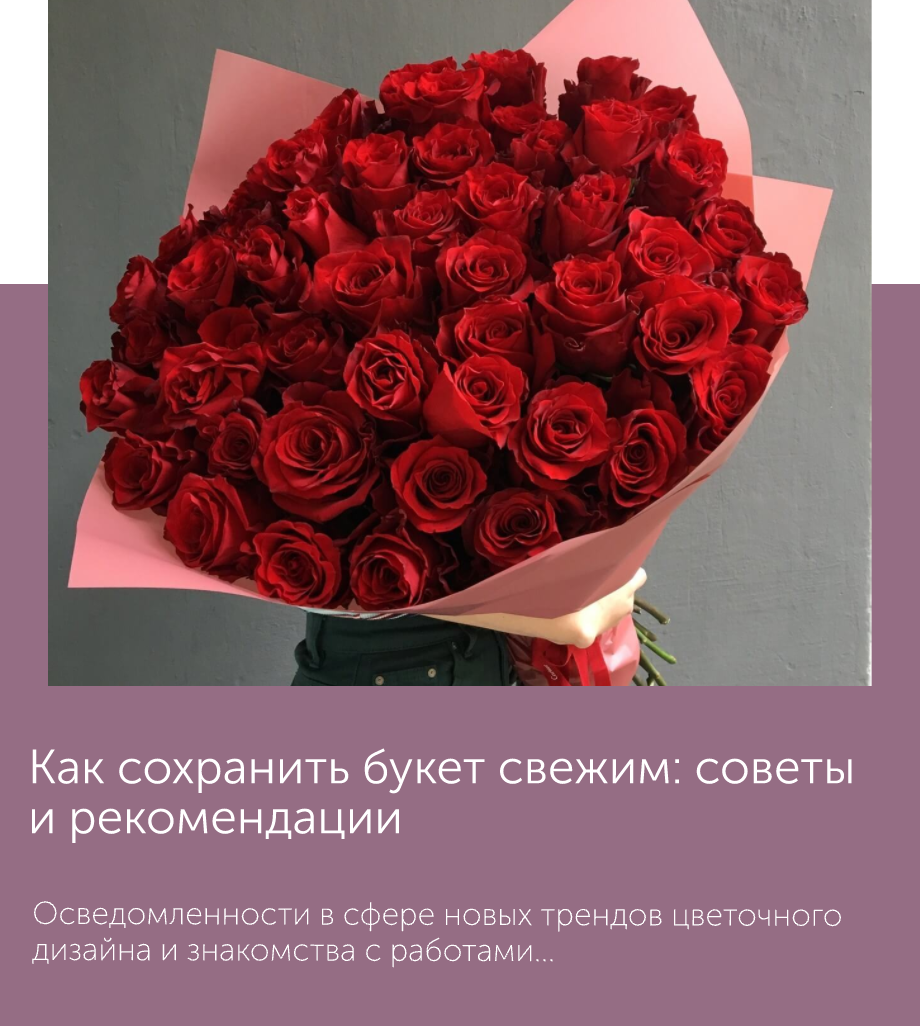 Как сохранить букет свежим: советы
и рекомендации
Осведомленности в сфере новых трендов цветочного
дизайна и знакомства с работами...